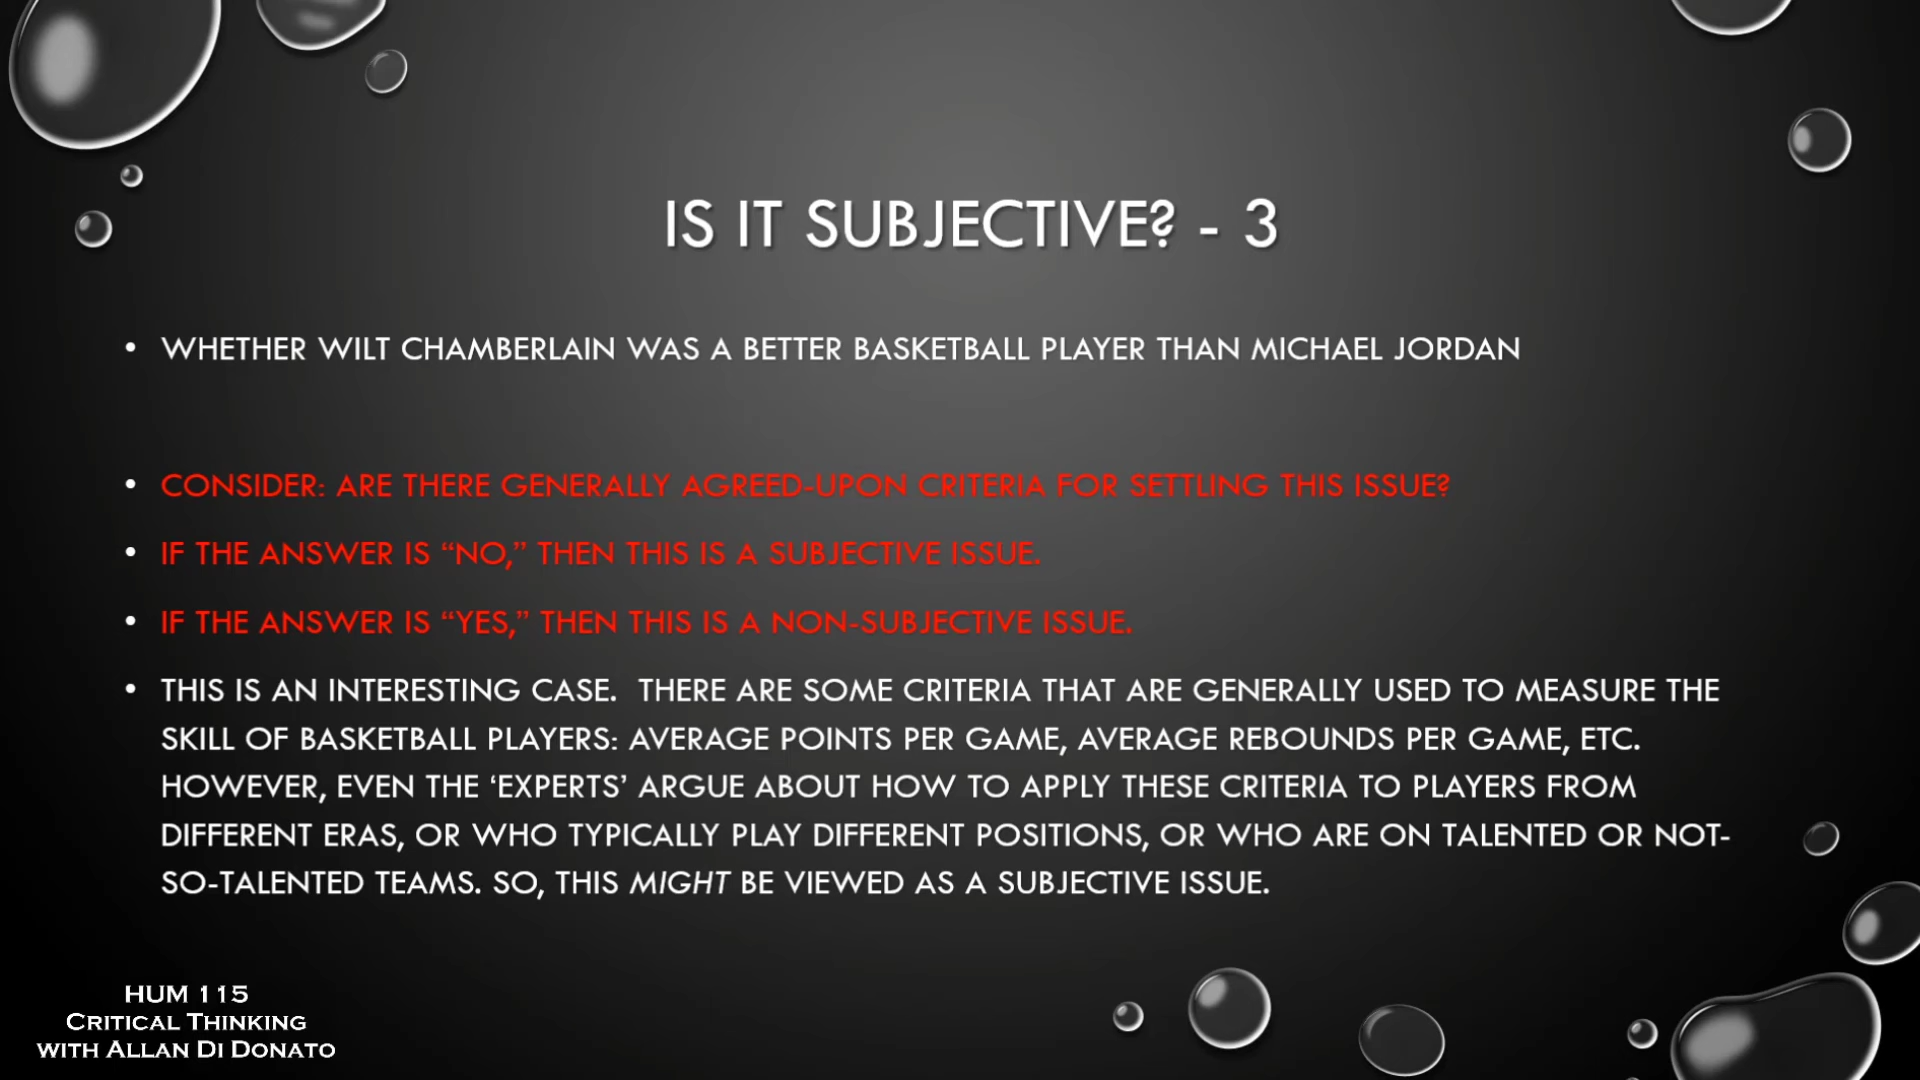 IS IT SUBJECTIVE? - 3
• WHETHER WILT CHAMBERLAIN WAS A BETTER BASKETBALL PLAYER THAN MICHAEL JORDAN
• CONSIDER: ARE THERE GENERALLY AGREED-UPON CRITERIA FOR SETTLING THIS ISSUE?
• IF THE ANSWER IS “NO,” THEN THIS IS A SUBJECTIVE ISSUE.
• IF THE ANSWER IS “YES,” THEN THIS IS A NON-SUBJECTIVE ISSUE.
• THIS IS AN INTERESTING CASE.  THERE ARE SOME CRITERIA THAT ARE GENERALLY USED TO MEASURE THE
SKILL OF BASKETBALL PLAYERS: AVERAGE POINTS PER GAME, AVERAGE REBOUNDS PER GAME, ETC.
HOWEVER, EVEN THE ‘EXPERTS’ ARGUE ABOUT HOW TO APPLY THESE CRITERIA TO PLAYERS FROM
DIFFERENT ERAS, OR WHO TYPICALLY PLAY DIFFERENT POSITIONS, OR WHO ARE ON TALENTED OR NOT-
SO-TALENTED TEAMS. SO, THIS MIGHT BE VIEWED AS A SUBJECTIVE ISSUE.
HUM 115
CRITICAL THINKING
WITH ALLAN DI DONATO